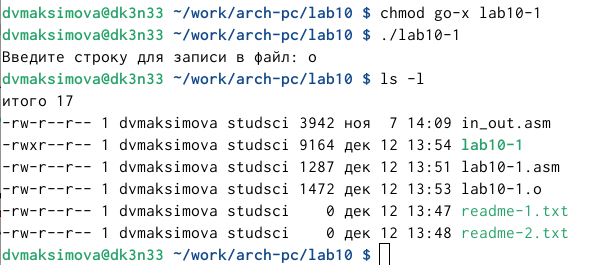 dvmaksimova@dk3n33 ~/work/arch-pc/lab10 $ chmod go-x lab10-1
dvmaksimova@dk3n33 ~/work/arch-pc/lab10 $ ./lab10-1
Введите строку для записи в файл: о
dvmaksimova@dk3n33 ~/work/arch-pc/lab10 $ ls -l
итого 17
-rw-r--r-- 1 dvmaksimova studsci 3942 ноя  7 14:09 in_out.asm
-rwxr--r-- 1 dvmaksimova studsci 9164 дек 12 13:54 lab10-1
-rw-r--r-- 1 dvmaksimova studsci 1287 дек 12 13:51 lab10-1.asm
-rw-r--r-- 1 dvmaksimova studsci 1472 дек 12 13:53 lab10-1.o
-rw-r--r-- 1 dvmaksimova studsci    0 дек 12 13:47 readme-1.txt
-rw-r--r-- 1 dvmaksimova studsci    0 дек 12 13:48 readme-2.txt
dvmaksimova@dk3n33 ~/work/arch-pc/lab10 $